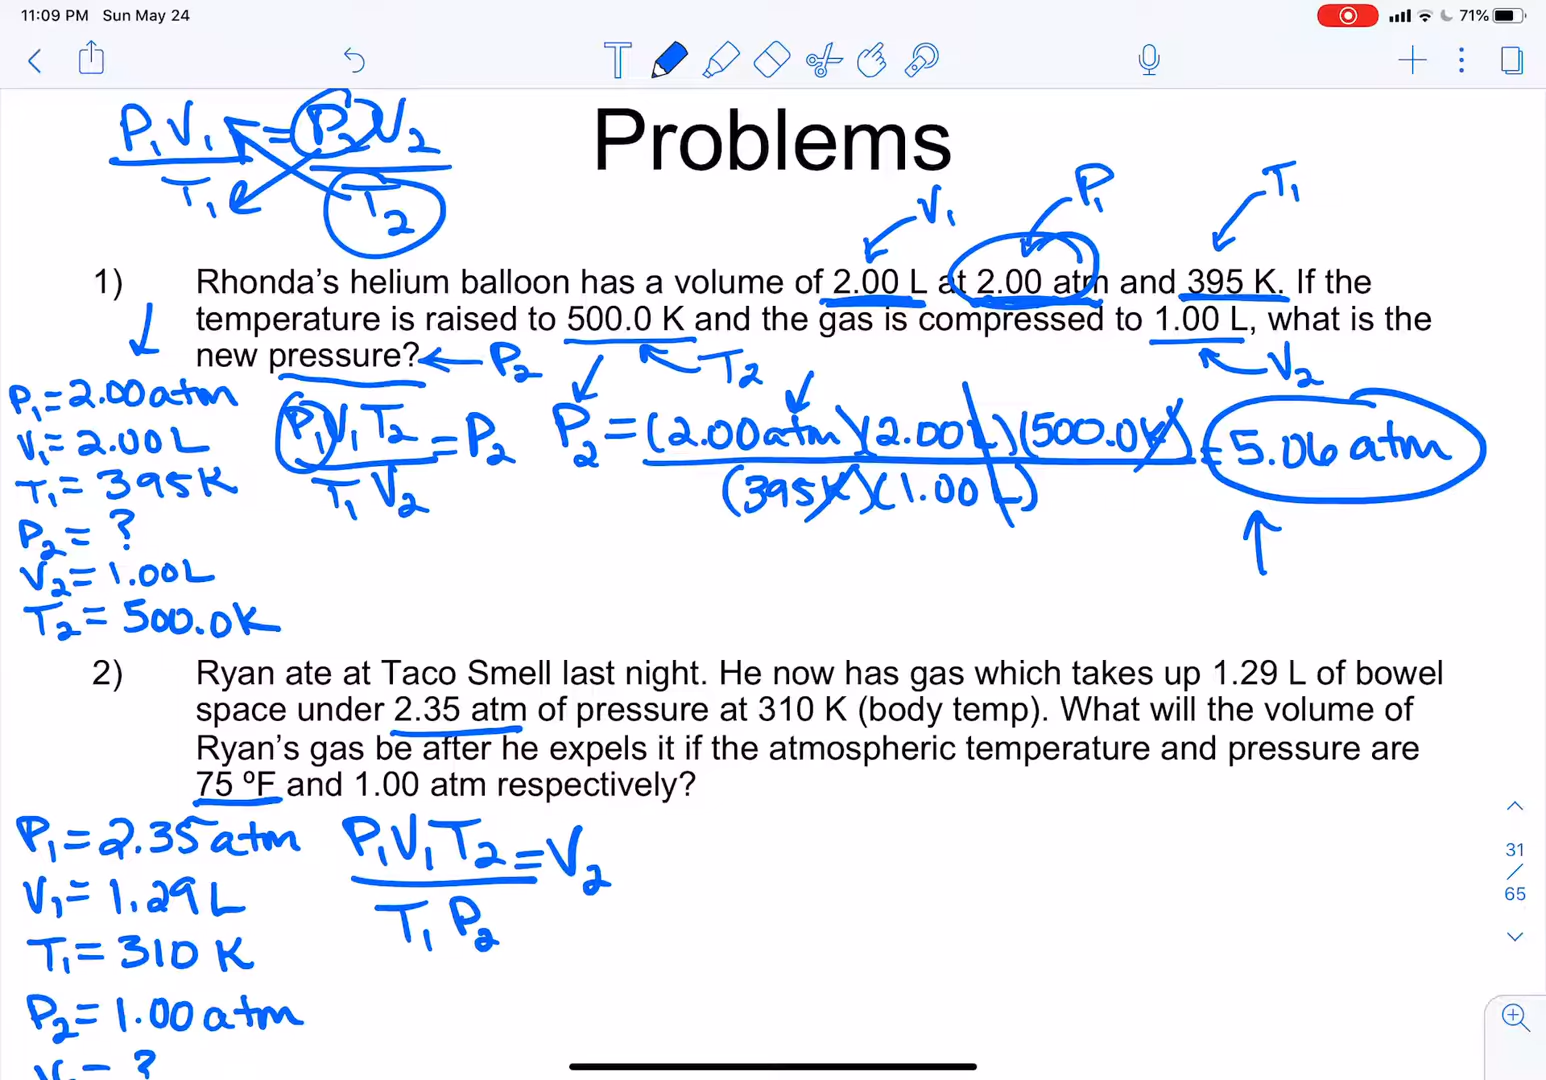 11:09 PM Sun May 24
71%
P₁V₁ = P₂V₂
T₁ T₂
Problems
V₁ P₁ T₁
1) Rhonda's helium balloon has a volume of 2.00 L at 2.00 atm and 395 K. If the
temperature is raised to 500.0 K and the gas is compressed to 1.00 L, what is the
new pressure? P₂ T₂ V₂
P₁=2.00atm
V₁=2.00L
T₁=395K
P₂=?
V₂=1.00L
T₂=500.0K
P₁V₁T₂ = P₂
T₁V₂
P₂=(2.00atm)(2.00L)(500.0K) = 5.06 atm
(395K)(1.00L)
2) Ryan ate at Taco Smell last night. He now has gas which takes up 1.29 L of bowel
space under 2.35 atm of pressure at 310 K (body temp). What will the volume of
Ryan's gas be after he expels it if the atmospheric temperature and pressure are
75 ºF and 1.00 atm respectively?
P₁=2.35atm
V₁=1.29L
T₁=310 K
P₂=1.00atm
P₁V₁T₂=V₂
T₁P₂
31
/
65